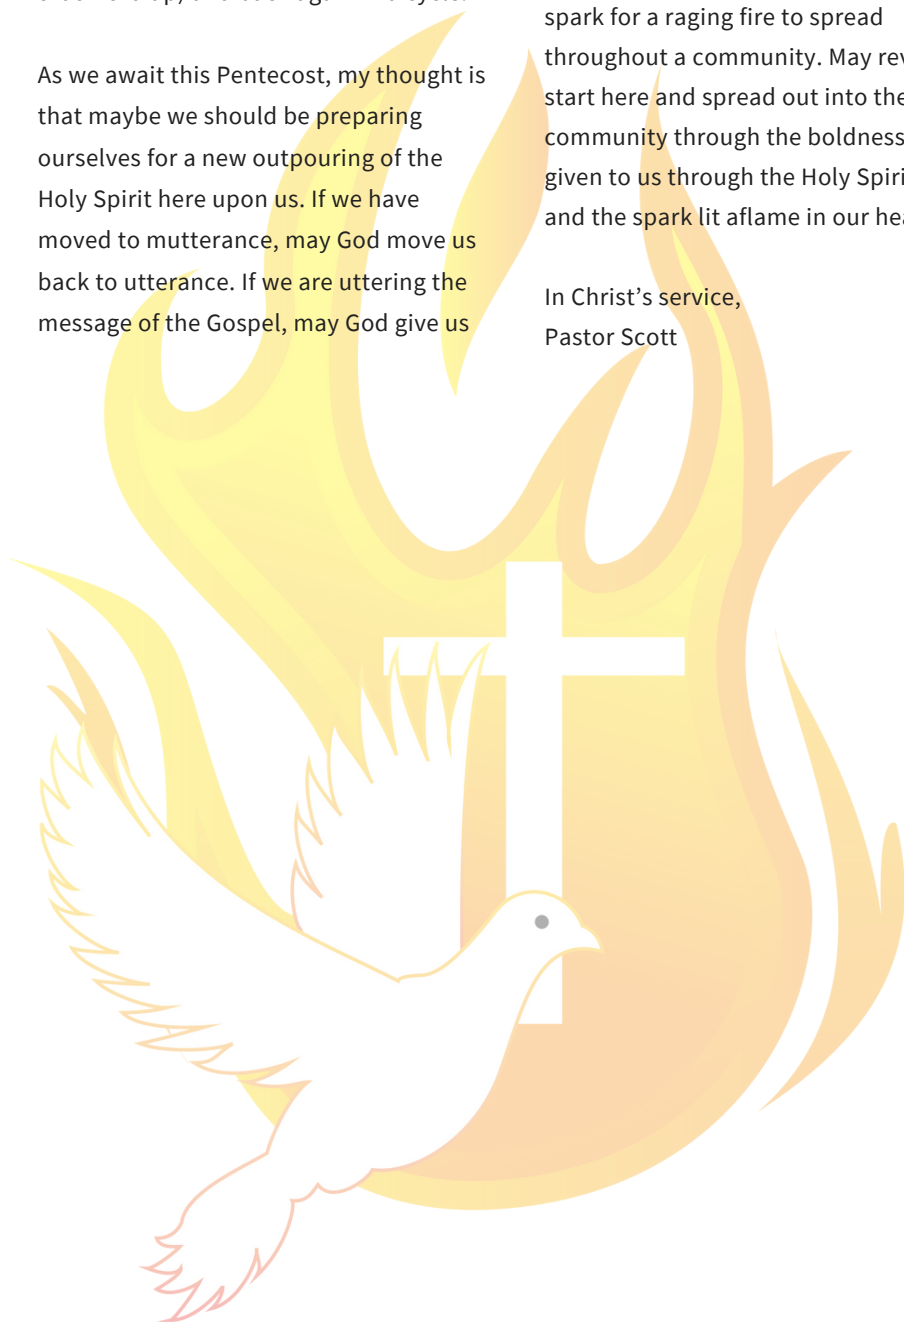 As we await this Pentecost, my thought is
that maybe we should be preparing
ourselves for a new outpouring of the
Holy Spirit here upon us. If we have
moved to mutterance, may God move us
back to utterance. If we are uttering the
message of the Gospel, may God give us
spark for a raging fire to spread
throughout a community. May
start here and spread out into the
community through the boldness
given to us through the Holy
and the spark lit aflame in our
In Christ’s service,
Pastor Scott